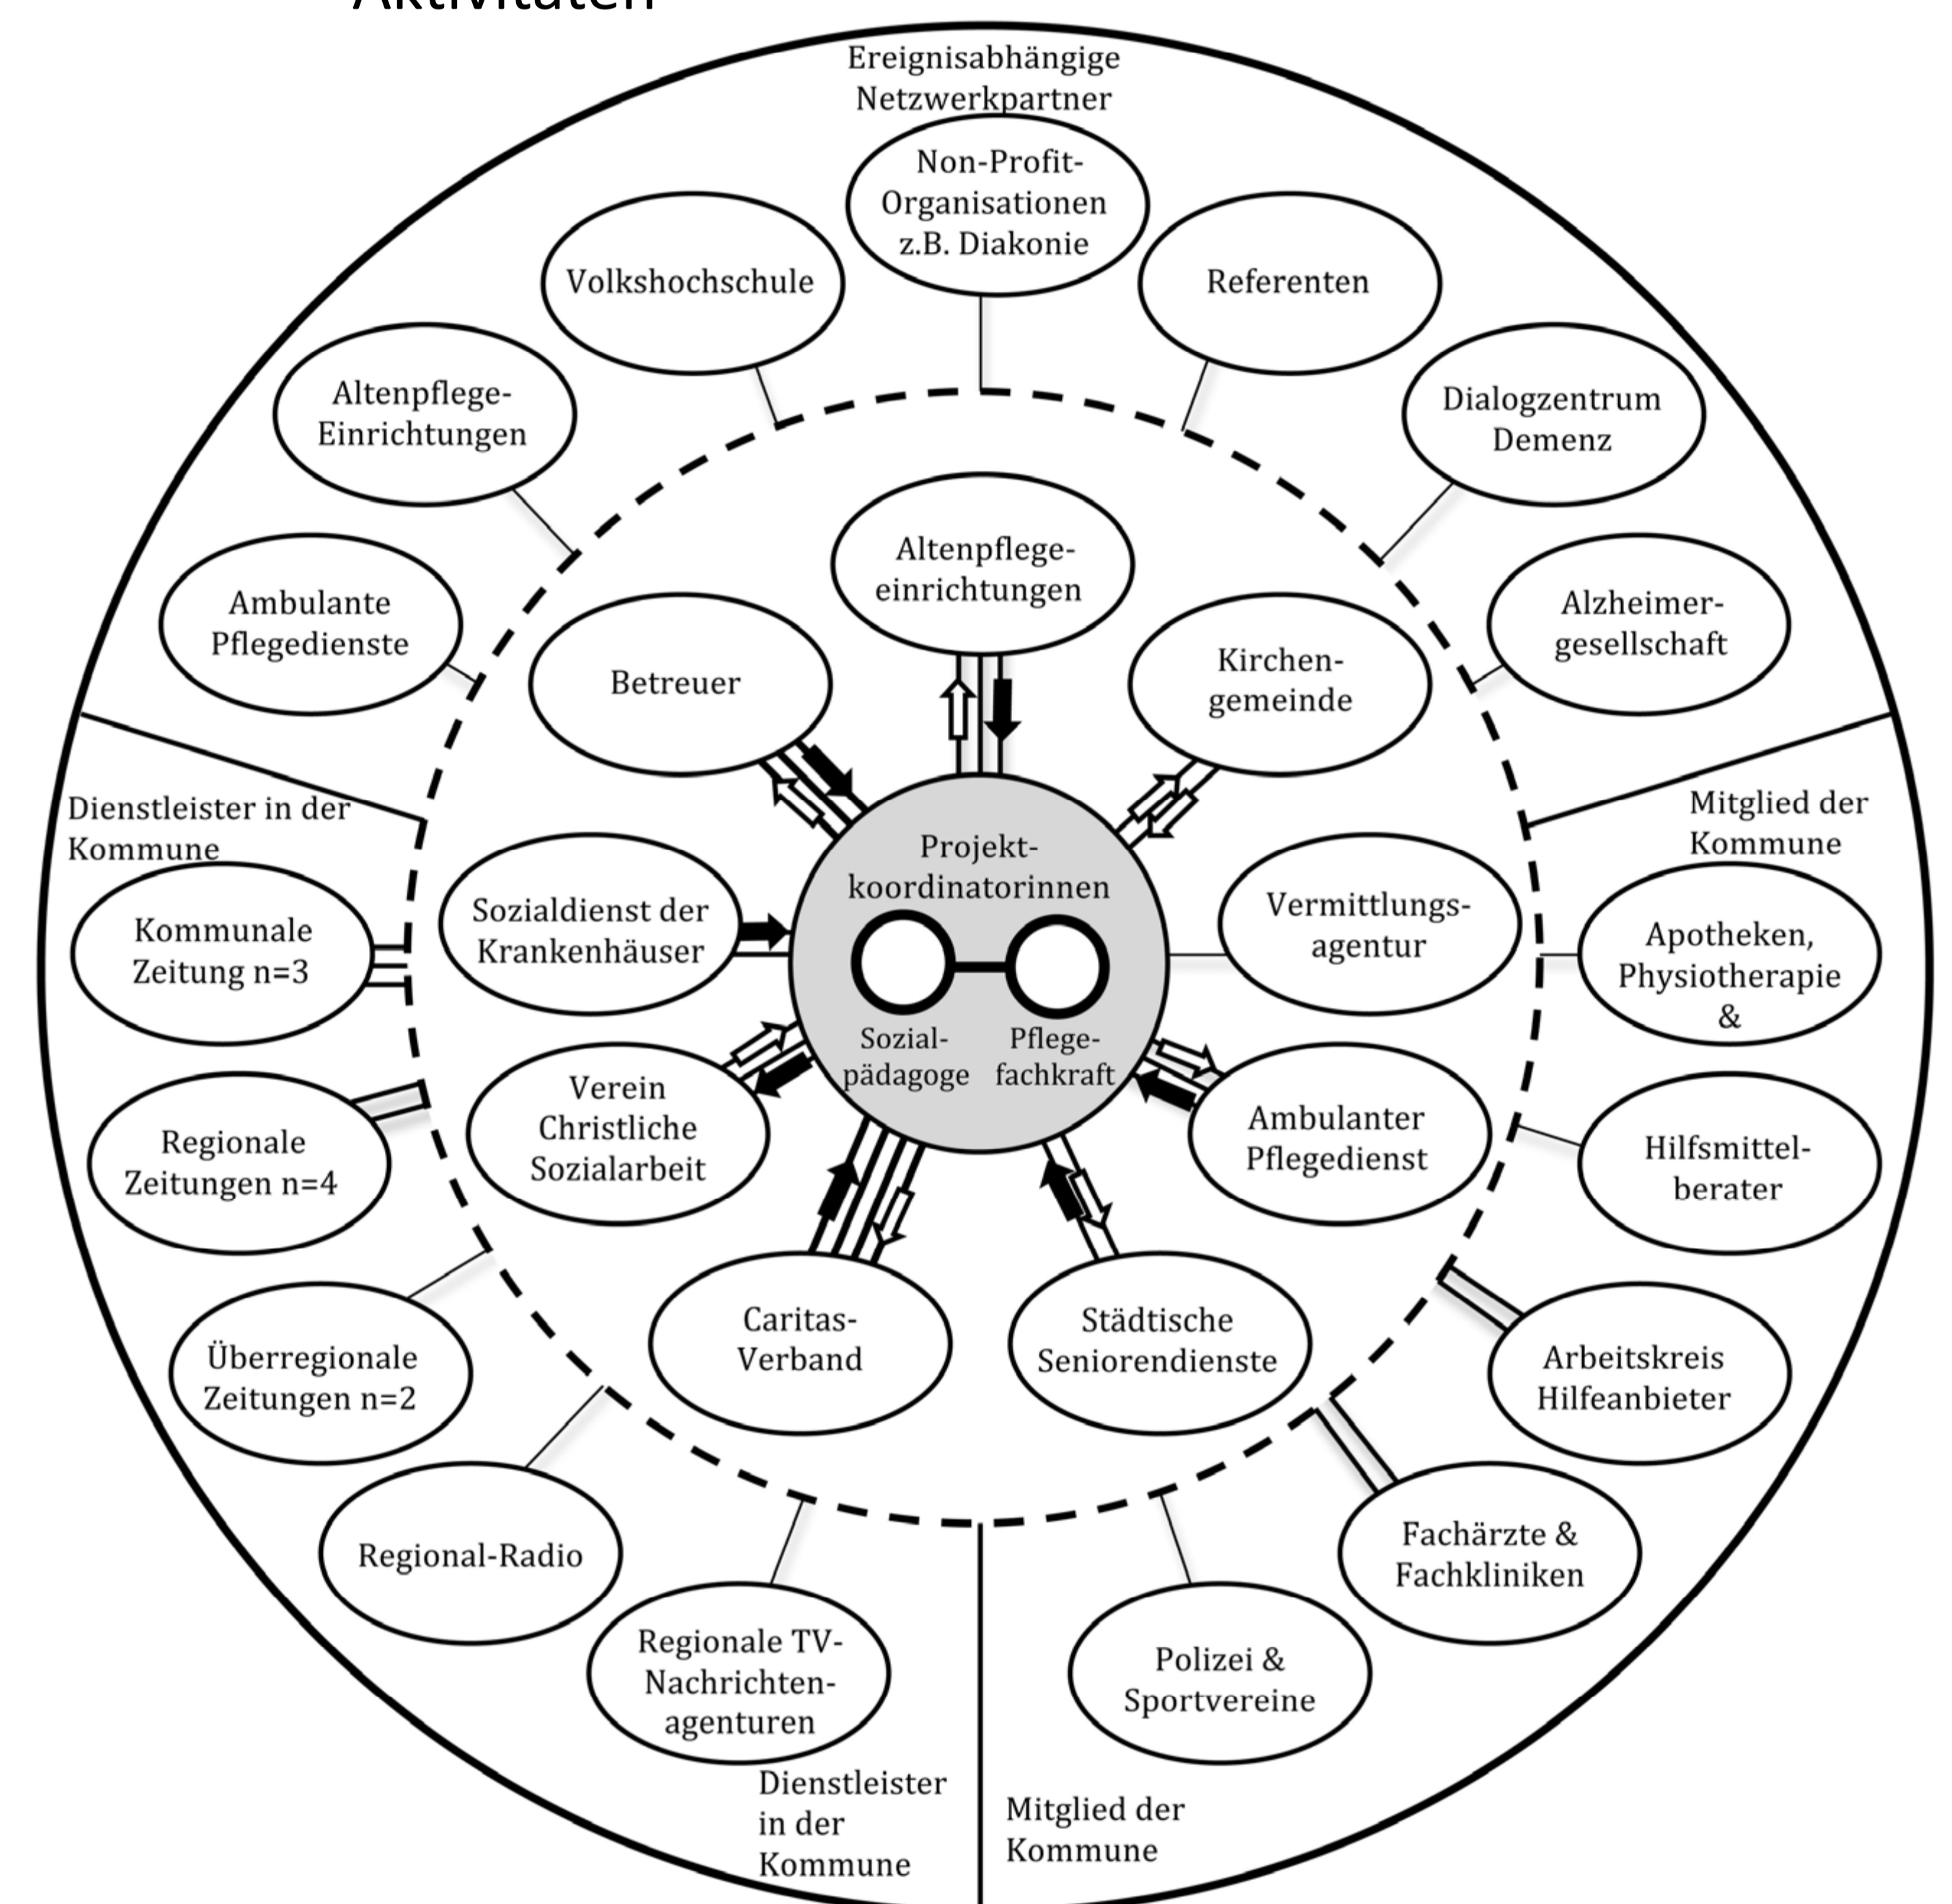 Aktivitäten
Ereignisabhängige
Netzwerkpartner
Non-Profit-
Organisationen
z.B. Diakonie
Volkshochschule
Referenten
Altenpflege-
Einrichtungen
Dialogzentrum
Demenz
Ambulante
Pflegedienste
Alzheimer-
gesellschaft
Altenpflege-
einrichtungen
Betreuer
Kirchen-
gemeinde
Dienstleister in der
Kommune
Mitglied der
Kommune
Kommunale
Zeitung n=3
Sozialdienst der
Krankenhäuser
Projekt-
koordinatorinnen
Sozial-
pädagoge
Pflege-
fachkraft
Vermittlungs-
agentur
Apotheken,
Physiotherapie
&
Regionale
Zeitungen n=4
Verein
Christliche
Sozialarbeit
Ambulanter
Pflegedienst
Hilfsmittel-
berater
Überregionale
Zeitungen n=2
Caritas-
Verband
Städtische
Seniorendienste
Arbeitskreis
Hilfeanbieter
Regional-Radio
Fachärzte &
Fachkliniken
Regionale TV-
Nachrichten-
agenturen
Polizei &
Sportvereine
Dienstleister
in der
Kommune
Mitglied der
Kommune